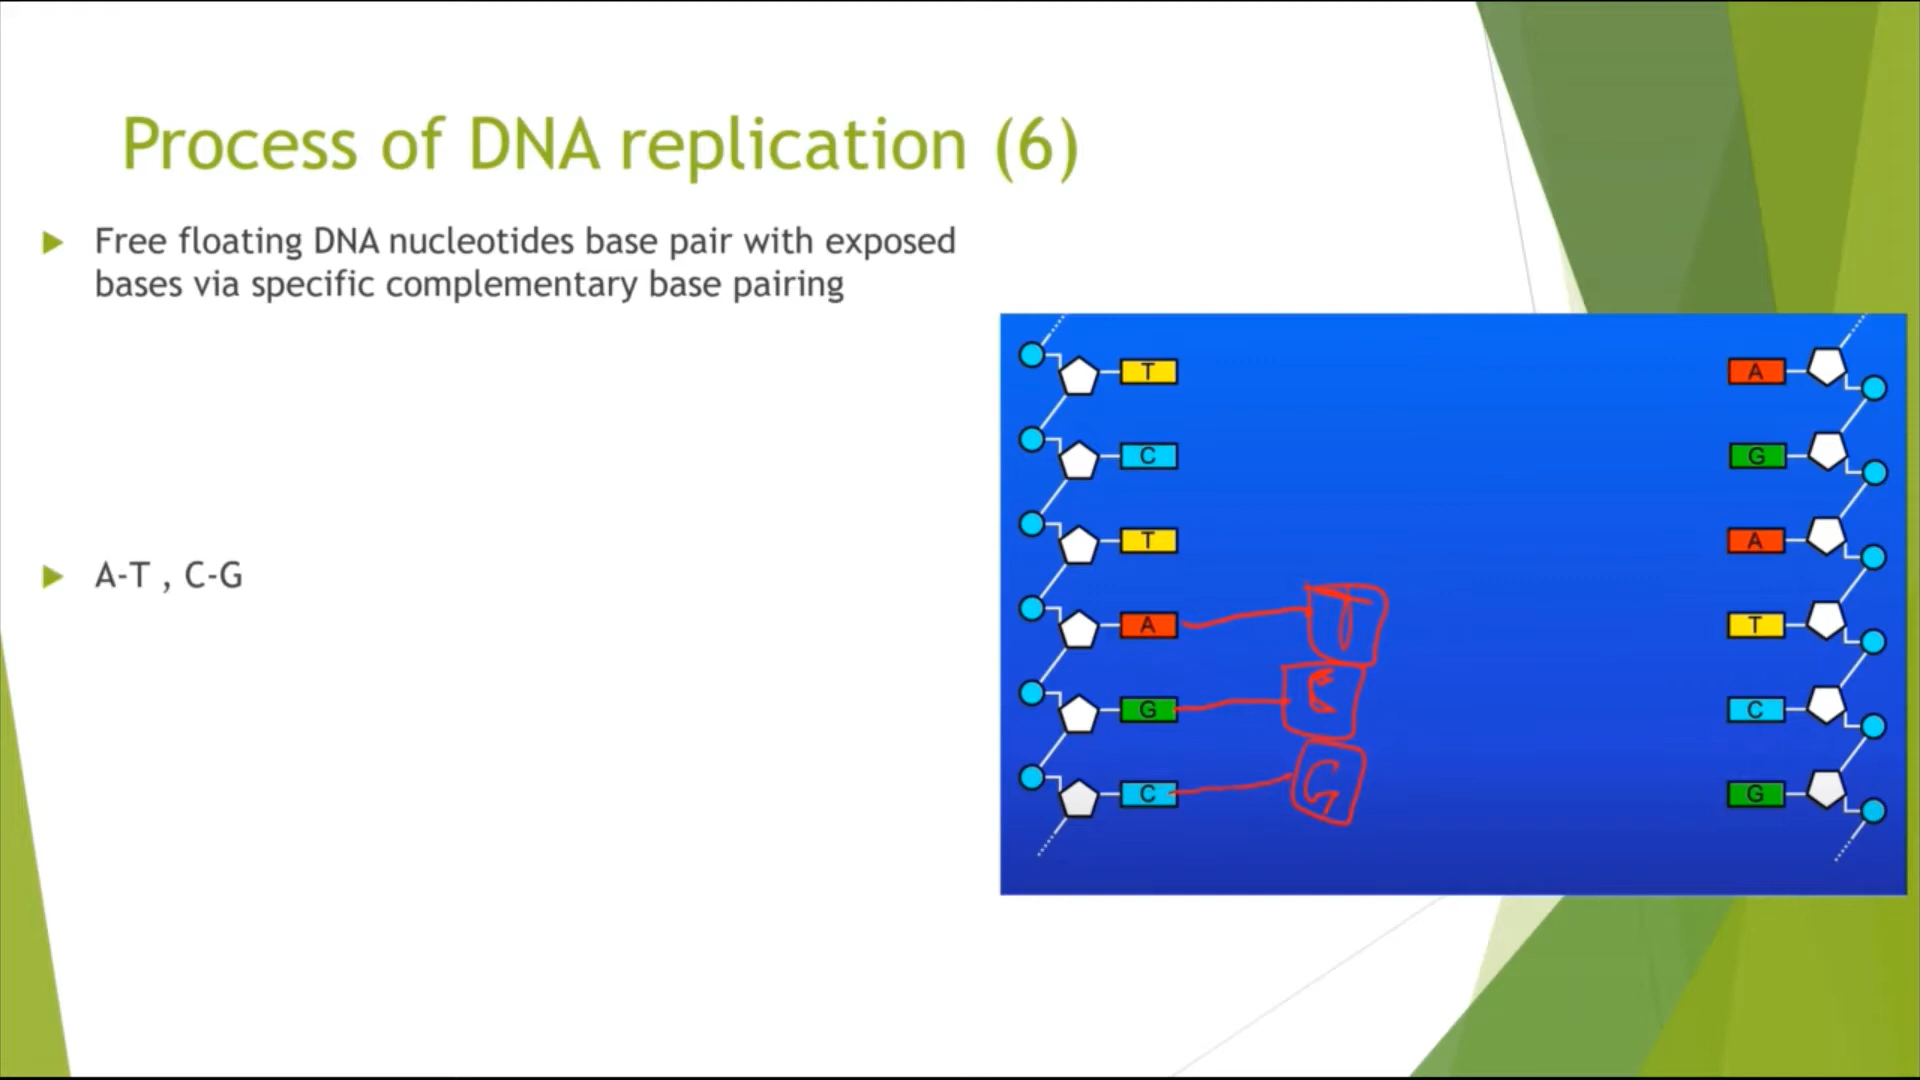 Process of DNA replication (6)
Free floating DNA nucleotides base pair with exposed
bases via specific complementary base pairing
A-T , C-G
T A
C G
T A
A T T
G C C
C G G